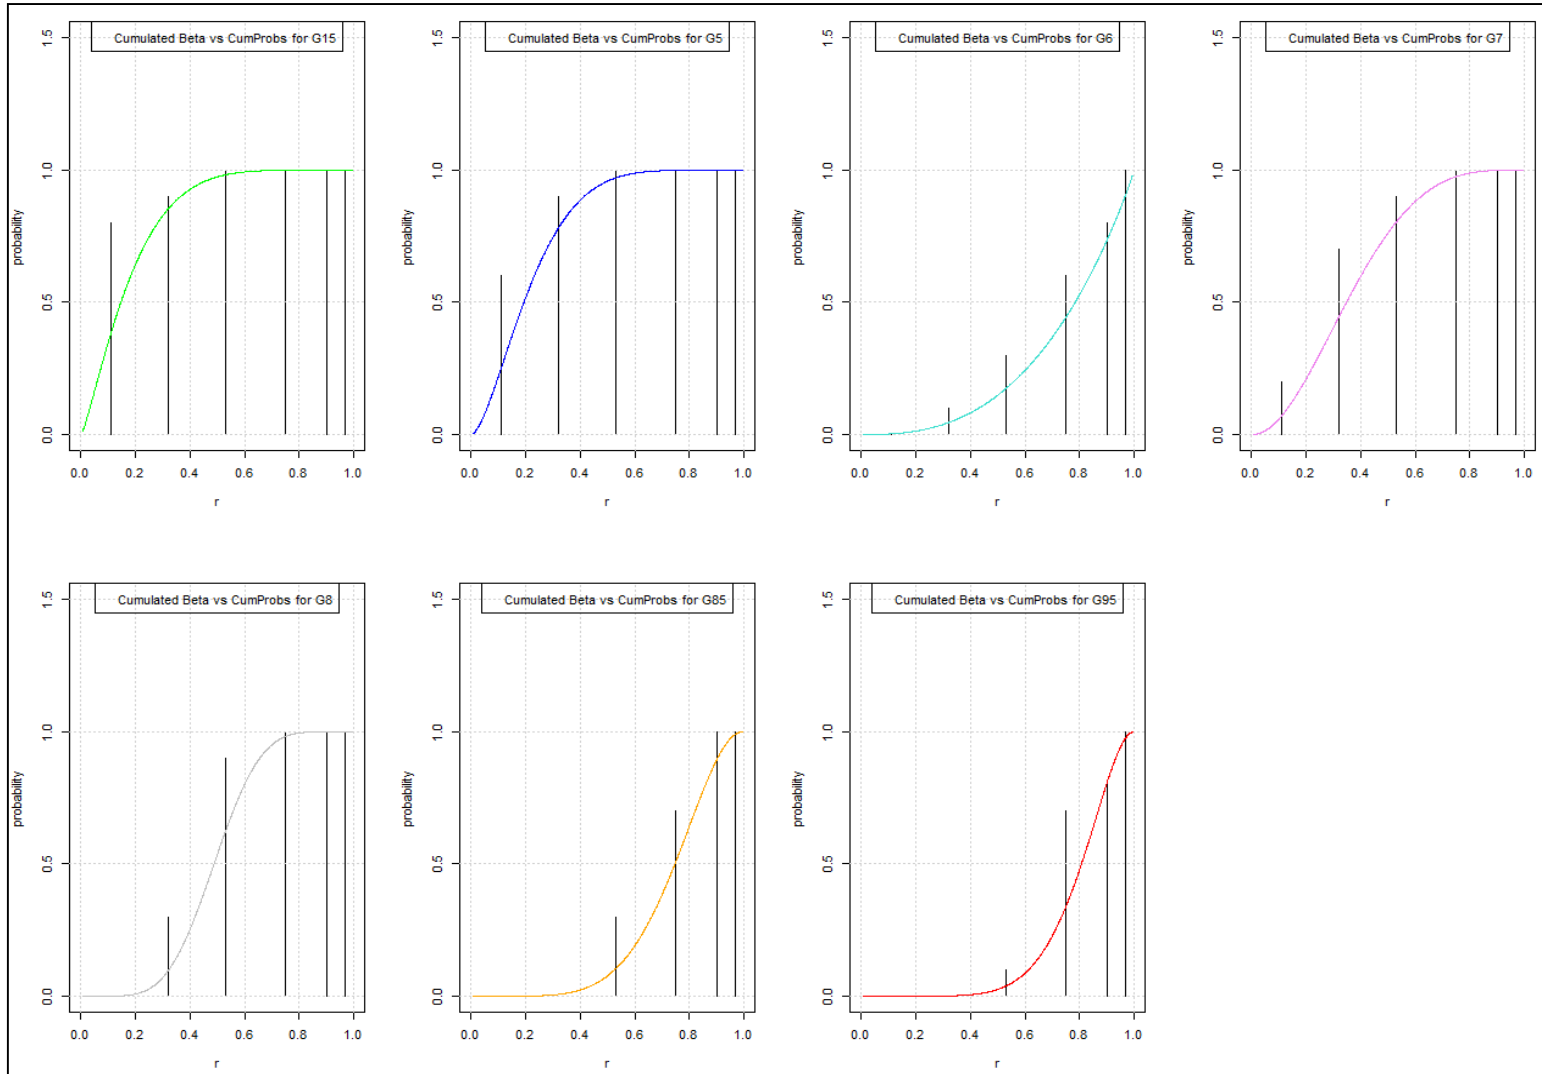 Cumulated Beta vs CumProbs for G15
probability
0.0 0.5 1.0 1.5
0.0 0.2 0.4 0.6 0.8 1.0
r
Cumulated Beta vs CumProbs for G5
probability
0.0 0.5 1.0 1.5
0.0 0.2 0.4 0.6 0.8 1.0
r
Cumulated Beta vs CumProbs for G6
probability
0.0 0.5 1.0 1.5
0.0 0.2 0.4 0.6 0.8 1.0
r
Cumulated Beta vs CumProbs for G7
probability
0.0 0.5 1.0 1.5
0.0 0.2 0.4 0.6 0.8 1.0
r
Cumulated Beta vs CumProbs for G8
probability
0.0 0.5 1.0 1.5
0.0 0.2 0.4 0.6 0.8 1.0
r
Cumulated Beta vs CumProbs for G85
probability
0.0 0.5 1.0 1.5
0.0 0.2 0.4 0.6 0.8 1.0
r
Cumulated Beta vs CumProbs for G95
probability
0.0 0.5 1.0 1.5
0.0 0.2 0.4 0.6 0.8 1.0
r